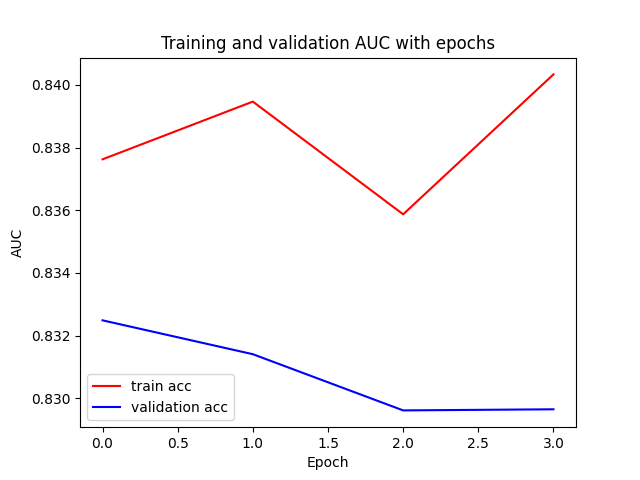 Training and validation AUC with epochs
0.840
0.838
0.836
0.834
0.832
0.830
AUC
train acc
validation acc
0.0 0.5 1.0 1.5 2.0 2.5 3.0
Epoch